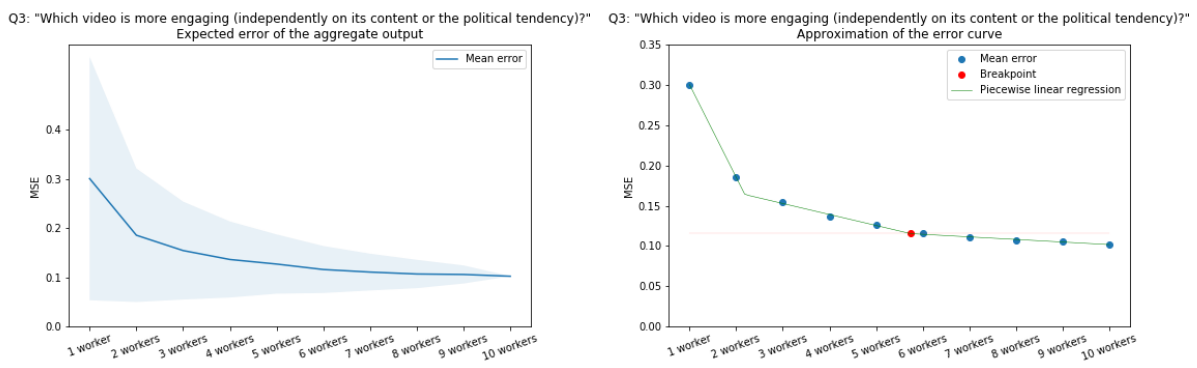 Q3: "Which video is more engaging (independently on its content or the political tendency)?"
Expected error of the aggregate output
Mean error
MSE
0.4
0.3
0.2
0.1
0.0
1 worker
2 workers
3 workers
4 workers
5 workers
6 workers
7 workers
8 workers
9 workers
10 workers
Q3: "Which video is more engaging (independently on its content or the political tendency)?"
Approximation of the error curve
Mean error
Breakpoint
Piecewise linear regression
MSE
0.35
0.30
0.25
0.20
0.15
0.10
0.05
0.00
1 worker
2 workers
3 workers
4 workers
5 workers
6 workers
7 workers
8 workers
9 workers
10 workers